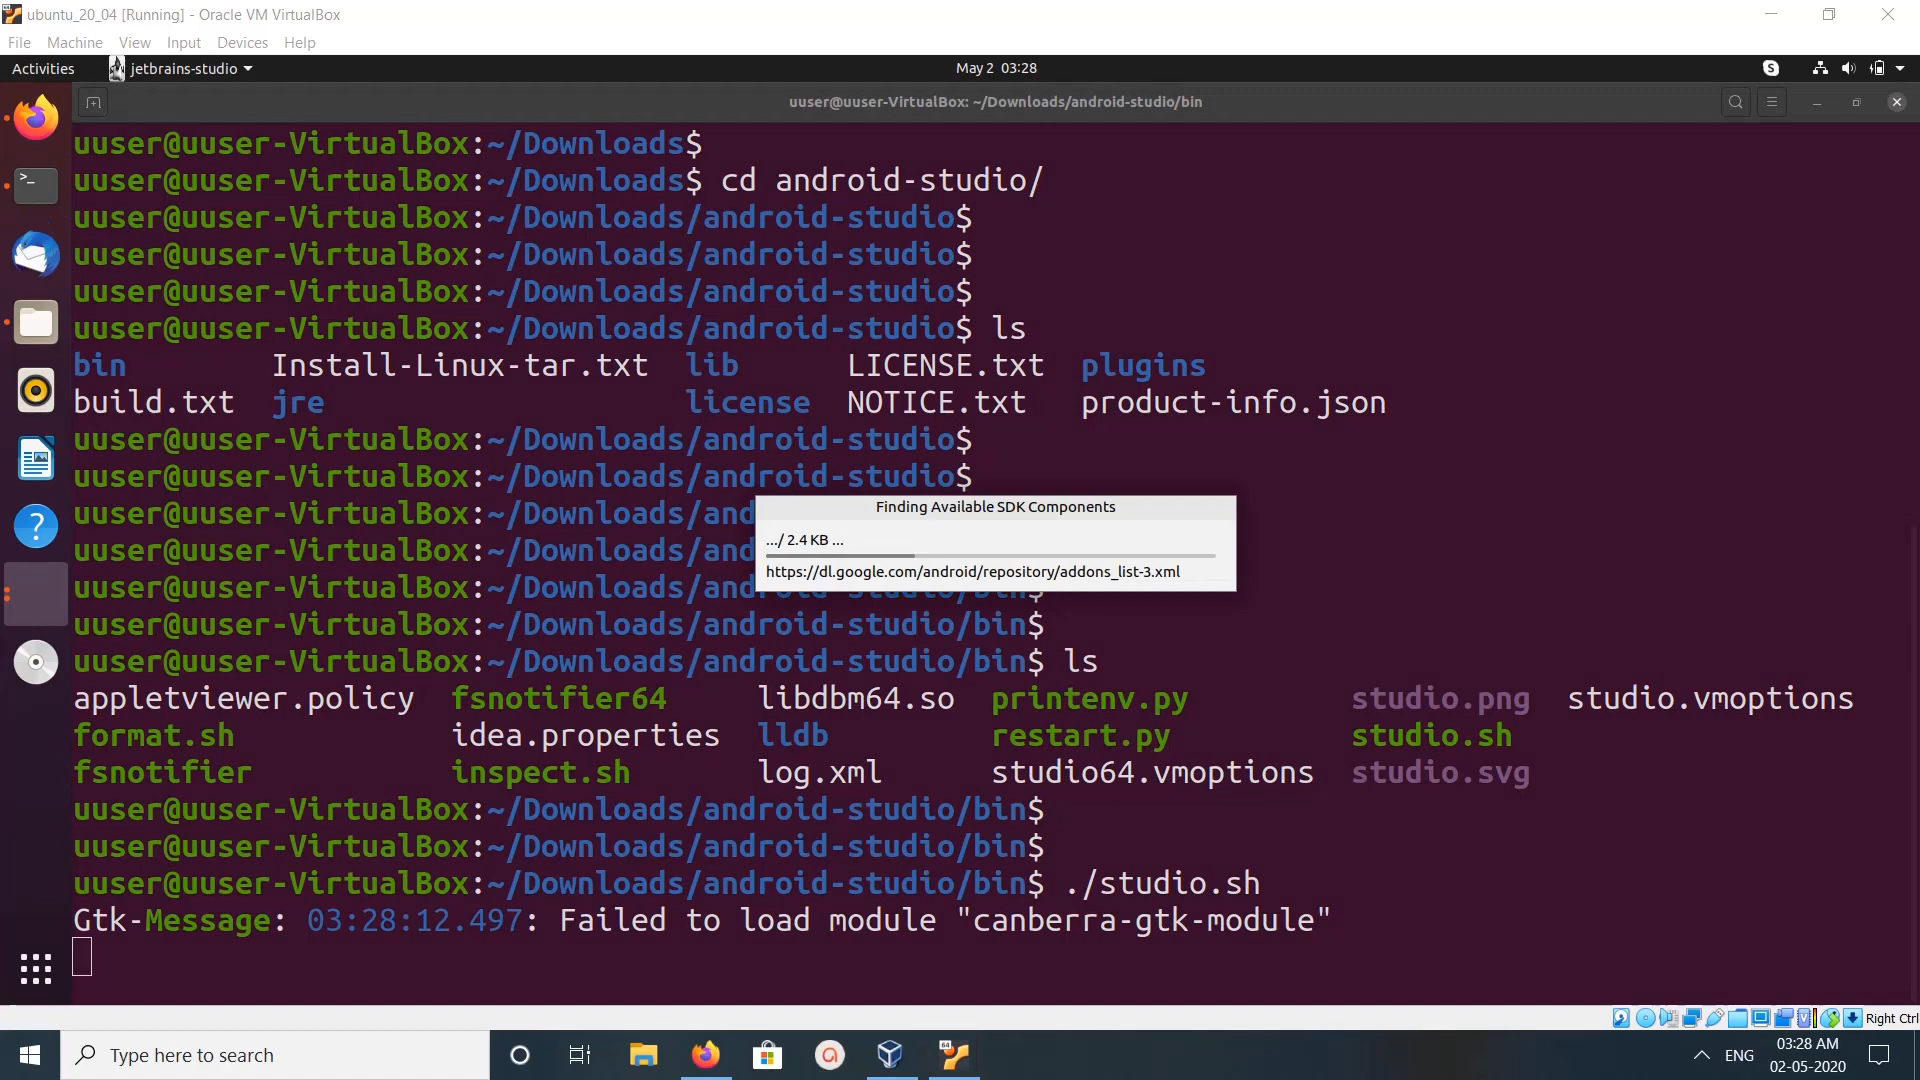 ubuntu_20_04 [Running] - Oracle VM VirtualBox
File Machine View Input Devices Help
Activities jetbrains-studio May 2 03:28
uuser@uuser-VirtualBox: ~/Downloads/android-studio/bin
uuser@uuser-VirtualBox:~/Downloads$
uuser@uuser-VirtualBox:~/Downloads$ cd android-studio/
uuser@uuser-VirtualBox:~/Downloads/android-studio$
uuser@uuser-VirtualBox:~/Downloads/android-studio$
uuser@uuser-VirtualBox:~/Downloads/android-studio$
uuser@uuser-VirtualBox:~/Downloads/android-studio$ ls
bin Install-Linux-tar.txt lib LICENSE.txt plugins
build.txt jre license NOTICE.txt product-info.json
uuser@uuser-VirtualBox:~/Downloads/android-studio$
uuser@uuser-VirtualBox:~/Downloads/android-studio$
uuser@uuser-VirtualBox:~/Downloads/and
Finding Available SDK Components
uuser@uuser-VirtualBox:~/Downloads/and
.../ 2.4 KB ...
https://dl.google.com/android/repository/addons_list-3.xml
uuser@uuser-VirtualBox:~/Downloads/android-studio/bin$
uuser@uuser-VirtualBox:~/Downloads/android-studio/bin$
uuser@uuser-VirtualBox:~/Downloads/android-studio/bin$ ls
appletviewer.policy fsnotifier64 libdbm64.so printenv.py studio.png studio.vmoptions
format.sh idea.properties lldb restart.py studio.sh
fsnotifier inspect.sh log.xml studio64.vmoptions studio.svg
uuser@uuser-VirtualBox:~/Downloads/android-studio/bin$
uuser@uuser-VirtualBox:~/Downloads/android-studio/bin$
uuser@uuser-VirtualBox:~/Downloads/android-studio/bin$ ./studio.sh
Gtk-Message: 03:28:12.497: Failed to load module "canberra-gtk-module"
Right Ctrl
Type here to search
ENG
03:28 AM
02-05-2020